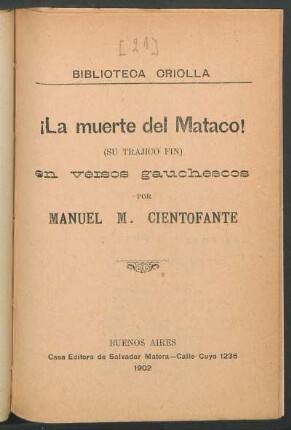 [21]
BIBLIOTECA CRIOLLA
¡La muerte del Mataco!
(SU TRAJICO FIN)
en versos gauchescos
POR
MANUEL M. CIENTOFANTE
BUENOS AIRES
Casa Editora de Salvador Matera—Calle Cuyo 1236
1902